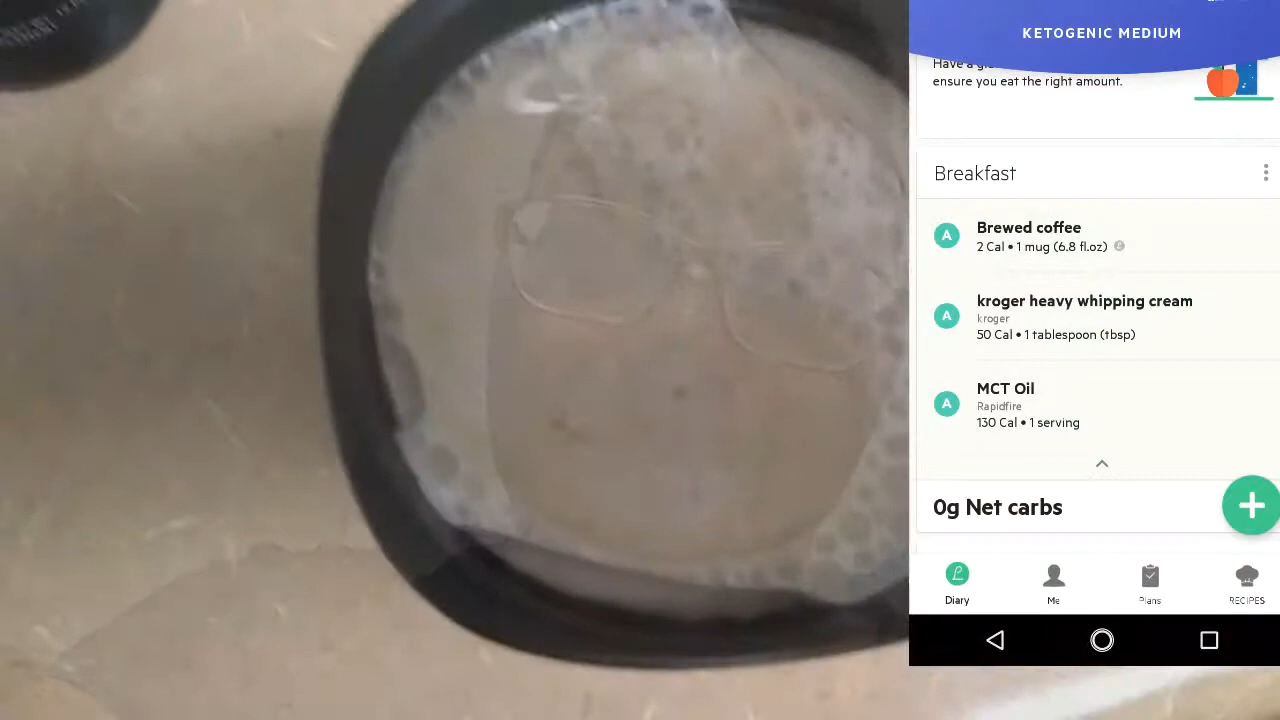 KETOGENIC MEDIUM
ensure you eat the right amount.
Breakfast
A
Brewed coffee
2 Cal • 1 mug (6.8 fl.oz)
A
kroger heavy whipping cream
kroger
50 Cal • 1 tablespoon (tbsp)
A
MCT Oil
Rapidfire
130 Cal • 1 serving
0g Net carbs
Diary
Me
Plans
RECIPES